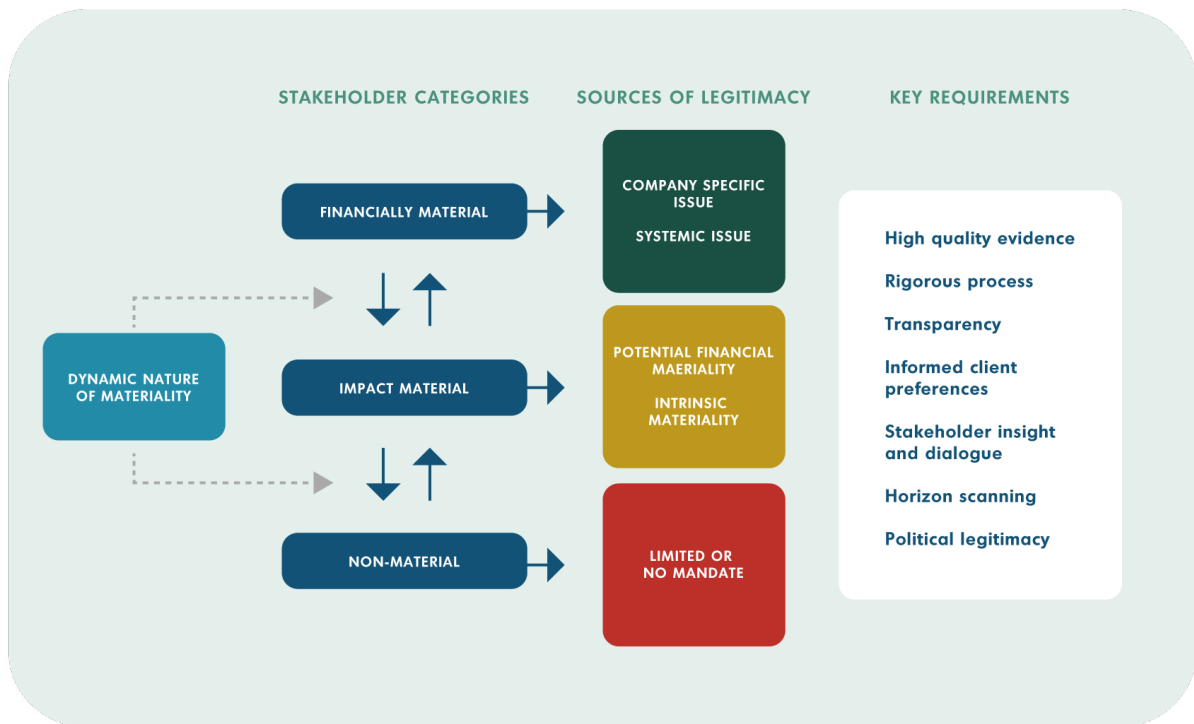 STAKEHOLDER CATEGORIES
SOURCES OF LEGITIMACY
KEY REQUIREMENTS
DYNAMIC NATURE
OF MATERIALITY
FINANCIALLY MATERIAL
IMPACT MATERIAL
NON-MATERIAL
COMPANY SPECIFIC
ISSUE
SYSTEMIC ISSUE
POTENTIAL FINANCIAL
MAERIALITY
INTRINSIC
MATERIALITY
LIMITED OR
NO MANDATE
High quality evidence
Rigorous process
Transparency
Informed client
preferences
Stakeholder insight
and dialogue
Horizon scanning
Political legitimacy